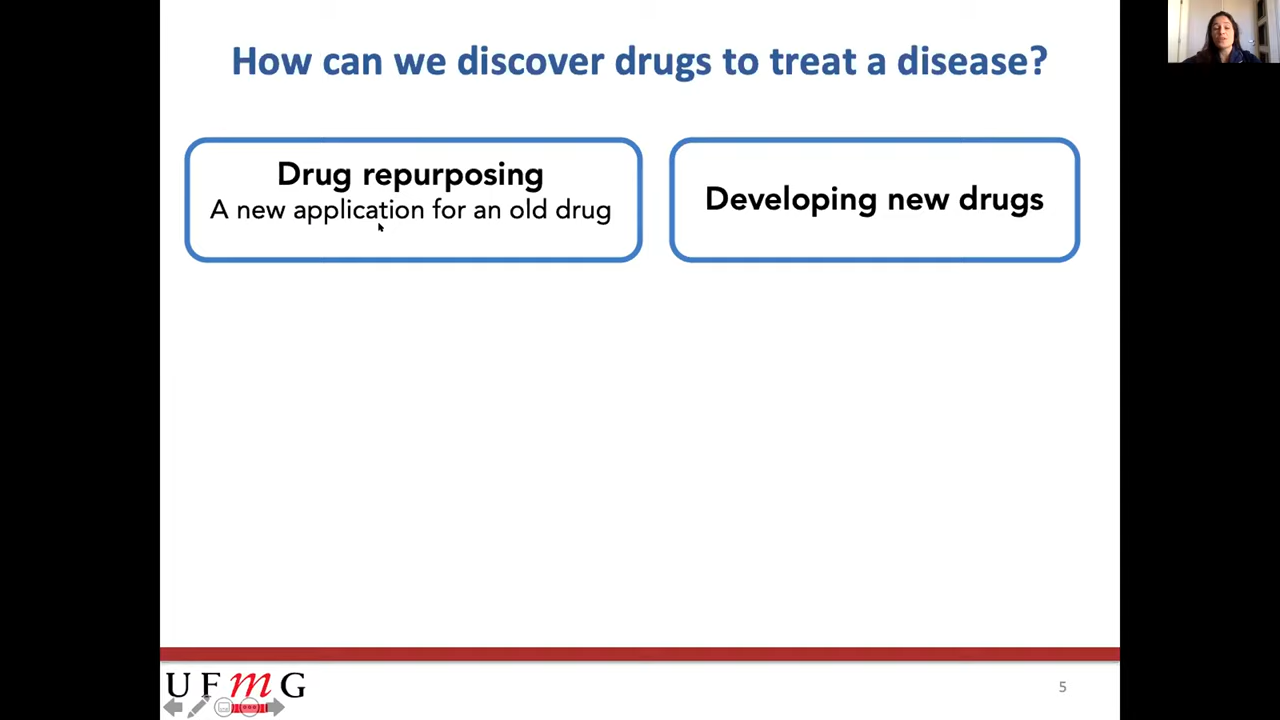 How can we discover drugs to treat a disease?
Drug repurposing
A new application for an old drug
Developing new drugs
UFmG
5